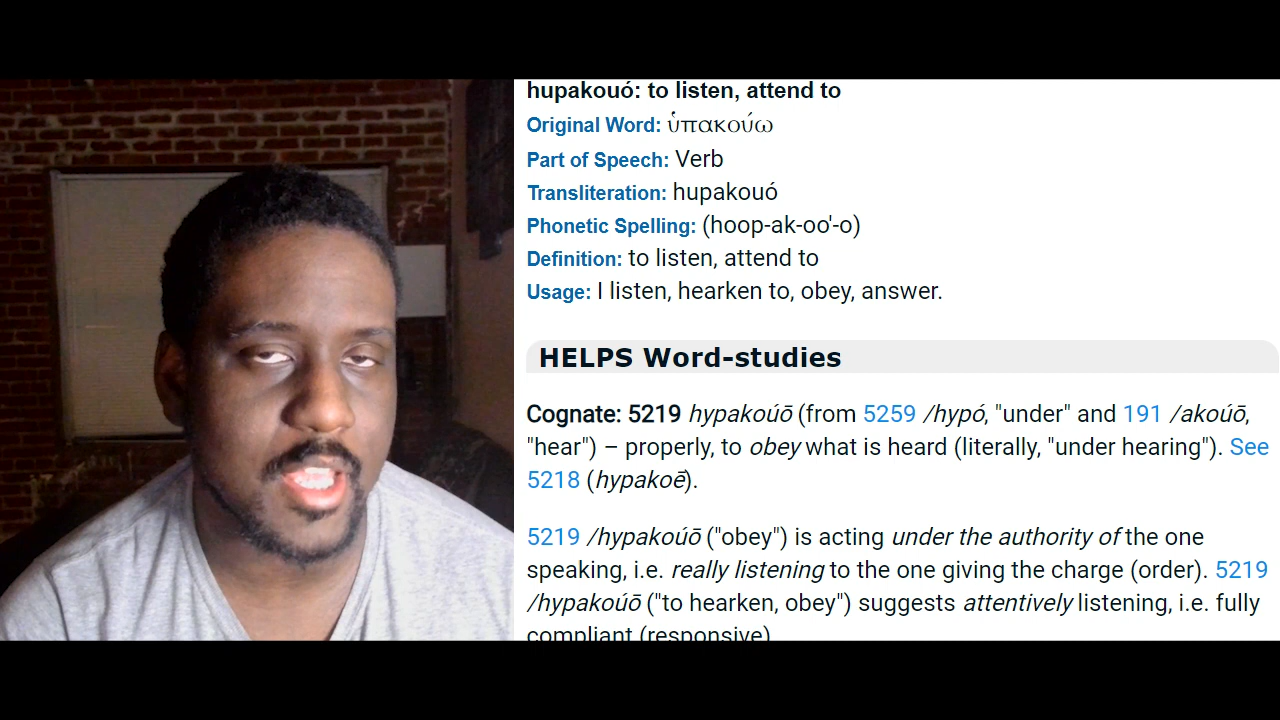 hupakouó: to listen, attend to
Original Word: ὑπακούω
Part of Speech: Verb
Transliteration: hupakouó
Phonetic Spelling: (hoop-ak-oo'-o)
Definition: to listen, attend to
Usage: I listen, hearken to, obey, answer.
HELPS Word-studies
Cognate: 5219 hypakoúō (from 5259 /hypó, "under" and 191 /akoúō,
"hear") – properly, to obey what is heard (literally, "under hearing"). See
5218 (hypakoē).
5219 /hypakoúō ("obey") is acting under the authority of the one
speaking, i.e. really listening to the one giving the charge (order). 5219
/hypakoúō ("to hearken, obey") suggests attentively listening, i.e. fully
compliant (responsive)